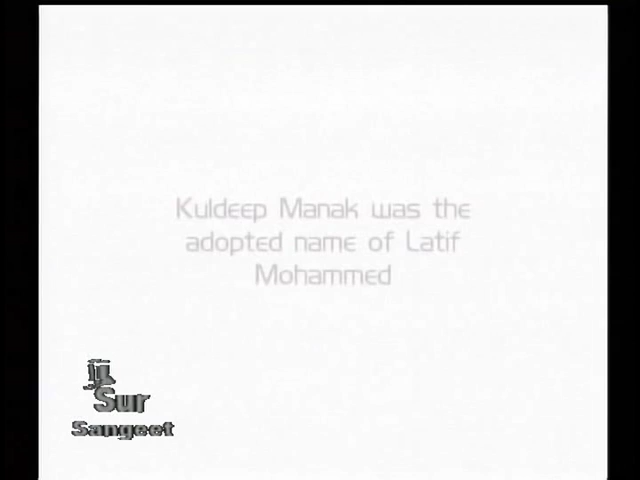 Kuldeep Manak was the
adopted name of Latif
Mohammed
Sur
Sangeet